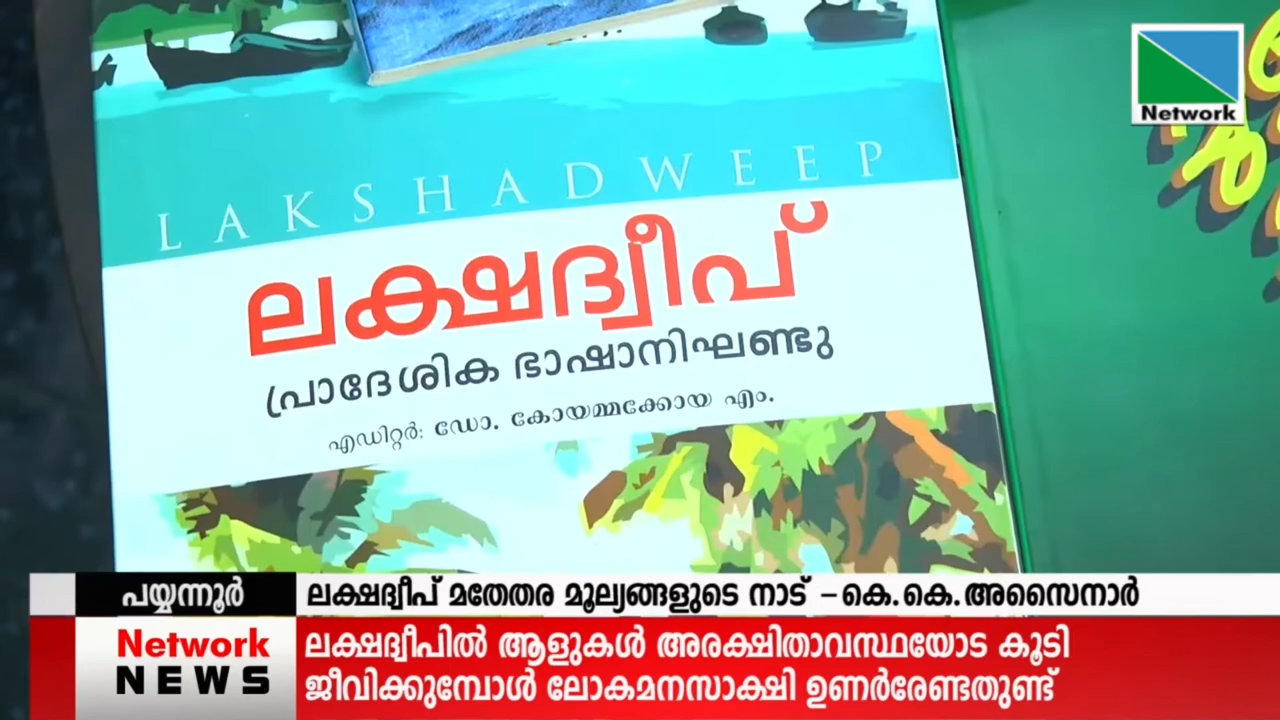 Network
LAKSHADWEEP
ലക്ഷദ്വീപ്
പ്രാദേശിക ഭാഷാനിഘണ്ടു
എഡിറ്റർ: ഡോ. കോയമ്മക്കോയ എം.
പയ്യന്നൂർ
ലക്ഷദ്വീപ് മതേതര മൂല്യങ്ങളുടെ നാട് –കെ.കെ.അസൈനാർ
Network
NEWS
ലക്ഷദ്വീപിൽ ആളുകൾ അരക്ഷിതാവസ്ഥയോട കൂടി
ജീവിക്കുമ്പോൾ ലോകമനസാക്ഷി ഉണർരേണ്ടതുണ്ട്